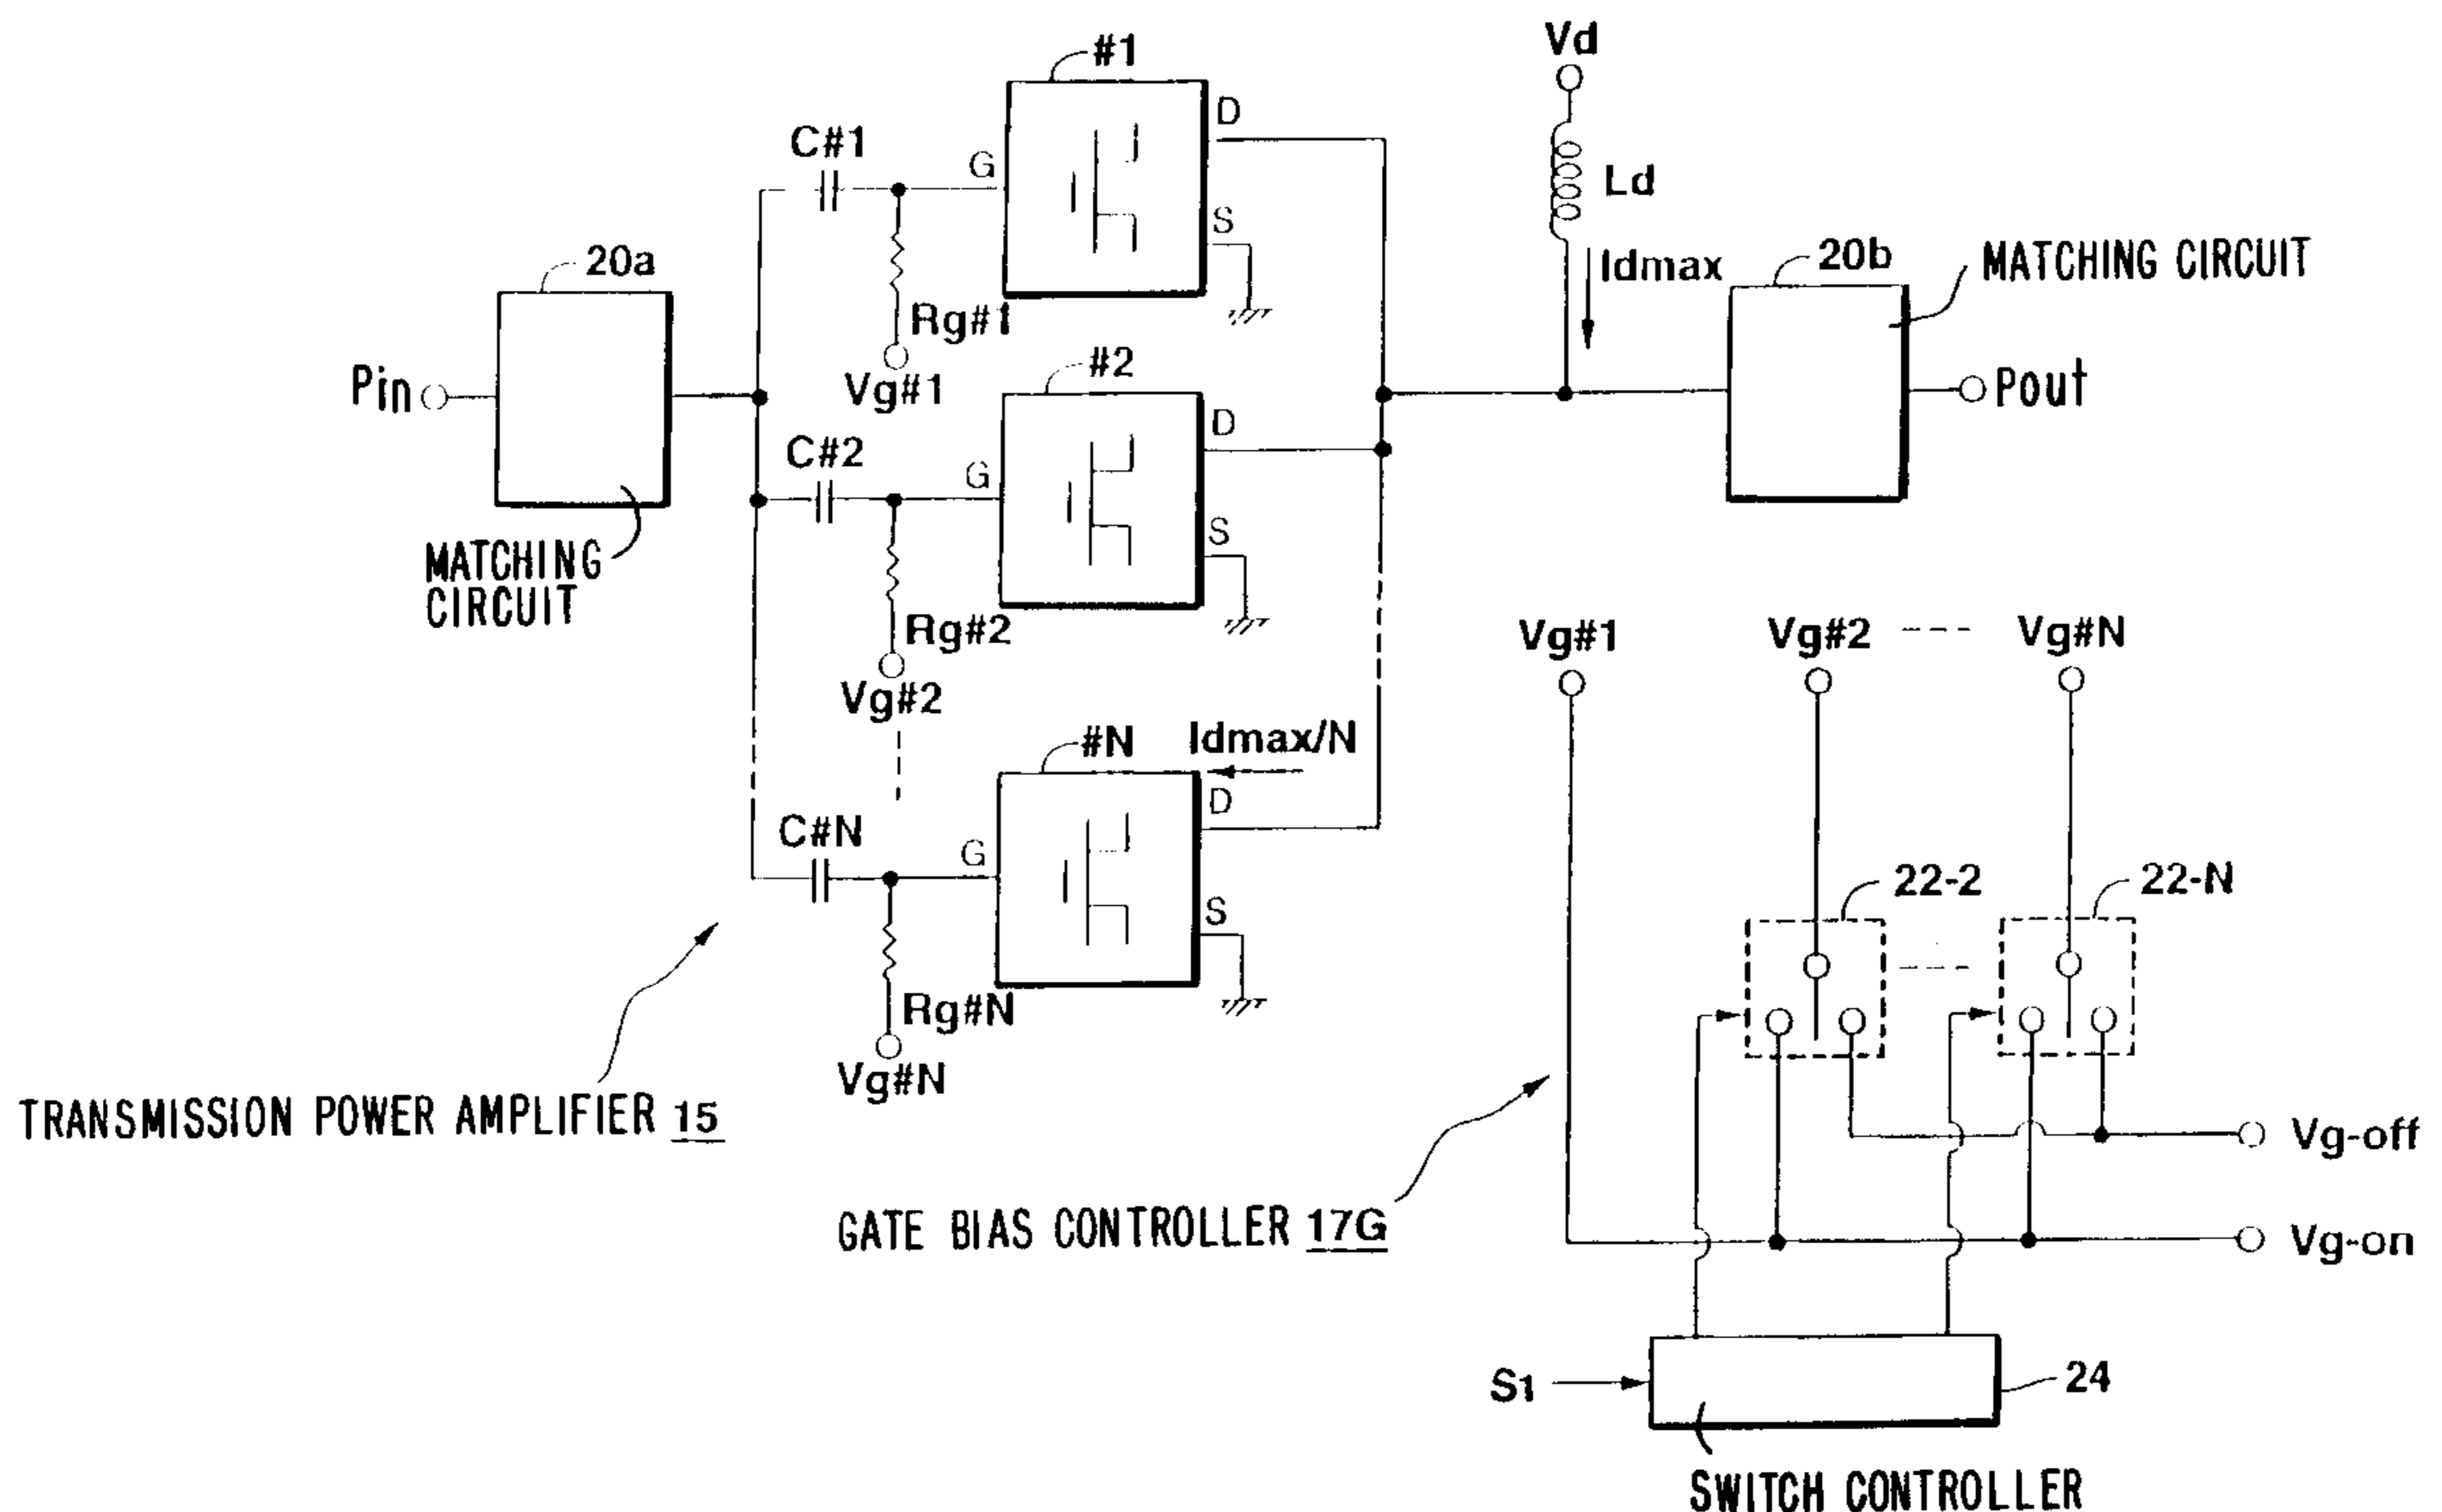 #1
Vd
C#1
G
D
S
Ld
20a
Rg#1
Idmax
20b
MATCHING CIRCUIT
Pin
Vg#1
#2
Pout
C#2
G
D
S
MATCHING
CIRCUIT
Rg#2
Vg#2
Vg#1
Vg#2
Vg#N
#N
Idmax/N
C#N
G
D
S
22-2
22-N
Rg#N
Vg#N
TRANSMISSION POWER AMPLIFIER 15
Vg-off
GATE BIAS CONTROLLER 17G
Vg-on
S1
24
SWITCH CONTROLLER